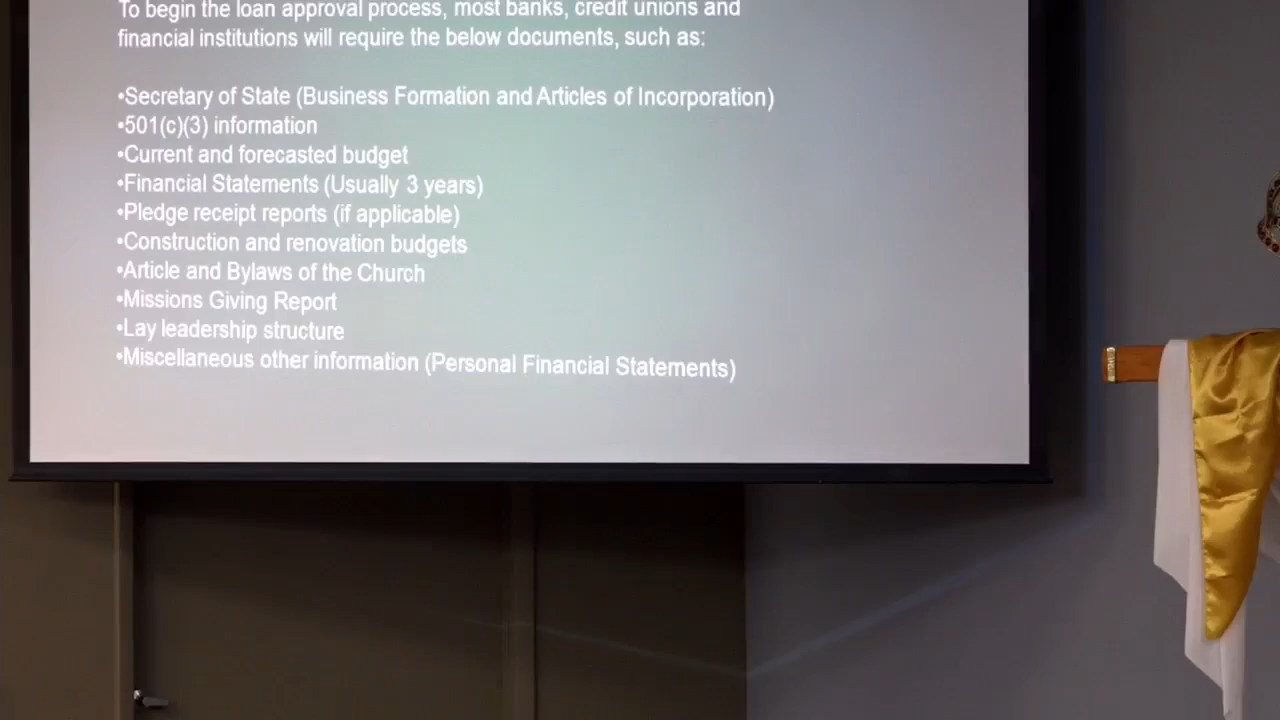 To begin the loan approval process, most banks, credit unions and
financial institutions will require the below documents, such as:
•Secretary of State (Business Formation and Articles of Incorporation)
•501(c)(3) information
•Current and forecasted budget
•Financial Statements (Usually 3 years)
•Pledge receipt reports (if applicable)
•Construction and renovation budgets
•Article and Bylaws of the Church
•Missions Giving Report
•Lay leadership structure
•Miscellaneous other information (Personal Financial Statements)